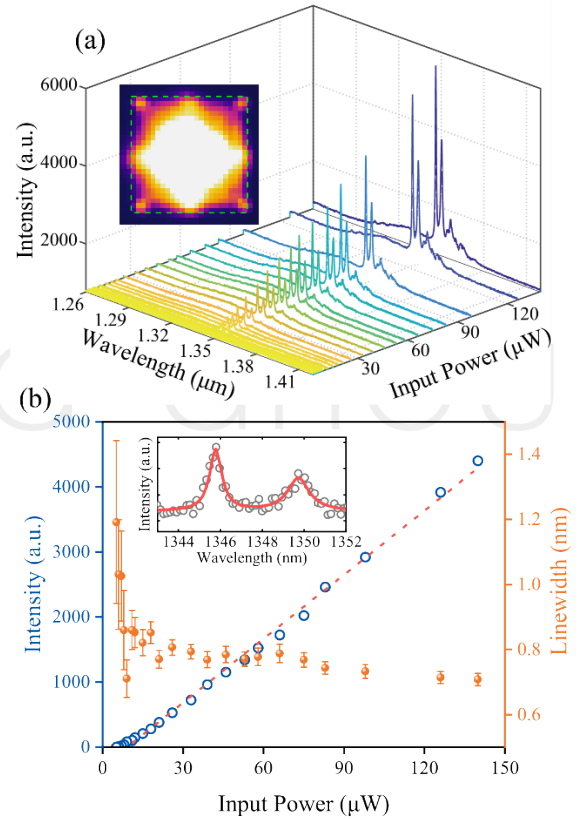 (a)
6000
4000
2000
Intensity (a.u.)
1.26
1.29
1.32
1.35
1.38
1.41
Wavelength (μm)
30
60
90
120
Input Power (μW)
(b)
5000
4000
3000
2000
1000
0
Intensity (a.u.)
1.4
1.2
1.0
0.8
0.6
Linewidth (nm)
Intensity (a.u.)
1344 1346 1348 1350 1352
Wavelength (nm)
0 30 60 90 120 150
Input Power (μW)